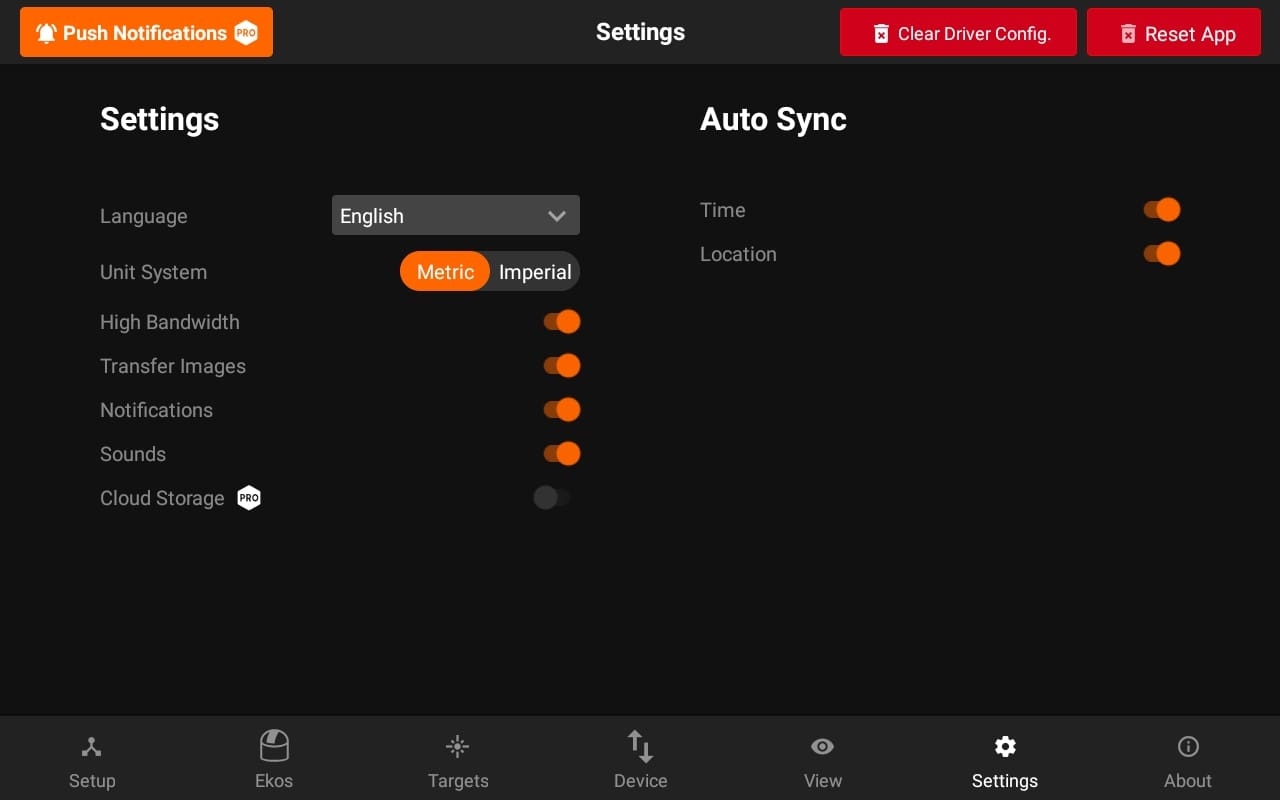 Push Notifications PRO
Settings
Clear Driver Config.
Reset App
Settings
Language
English
Unit System
Metric
Imperial
High Bandwidth
Transfer Images
Notifications
Sounds
Cloud Storage PRO
Auto Sync
Time
Location
Setup
Ekos
Targets
Device
View
Settings
About